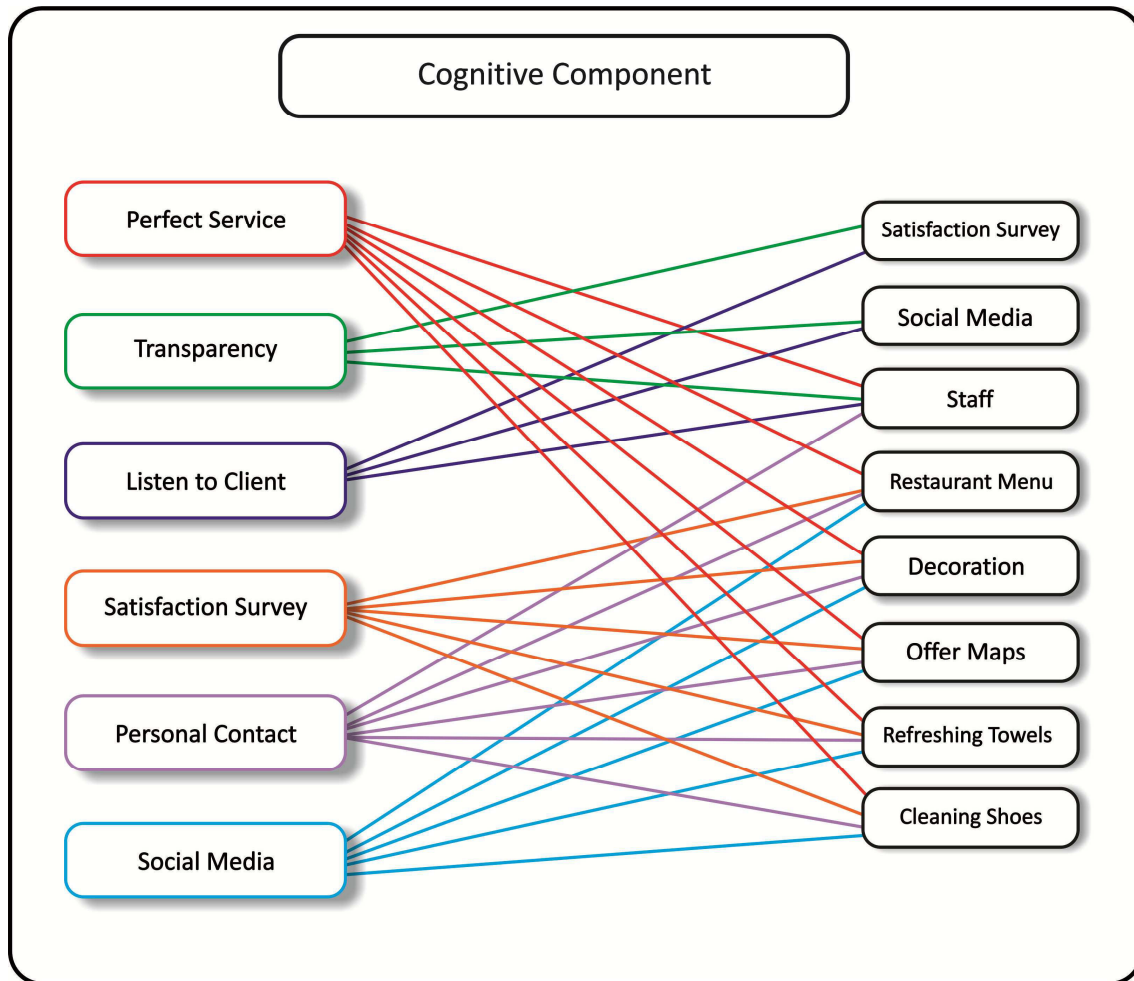 Cognitive Component
Perfect Service
Transparency
Listen to Client
Satisfaction Survey
Personal Contact
Social Media
Satisfaction Survey
Social Media
Staff
Restaurant Menu
Decoration
Offer Maps
Refreshing Towels
Cleaning Shoes